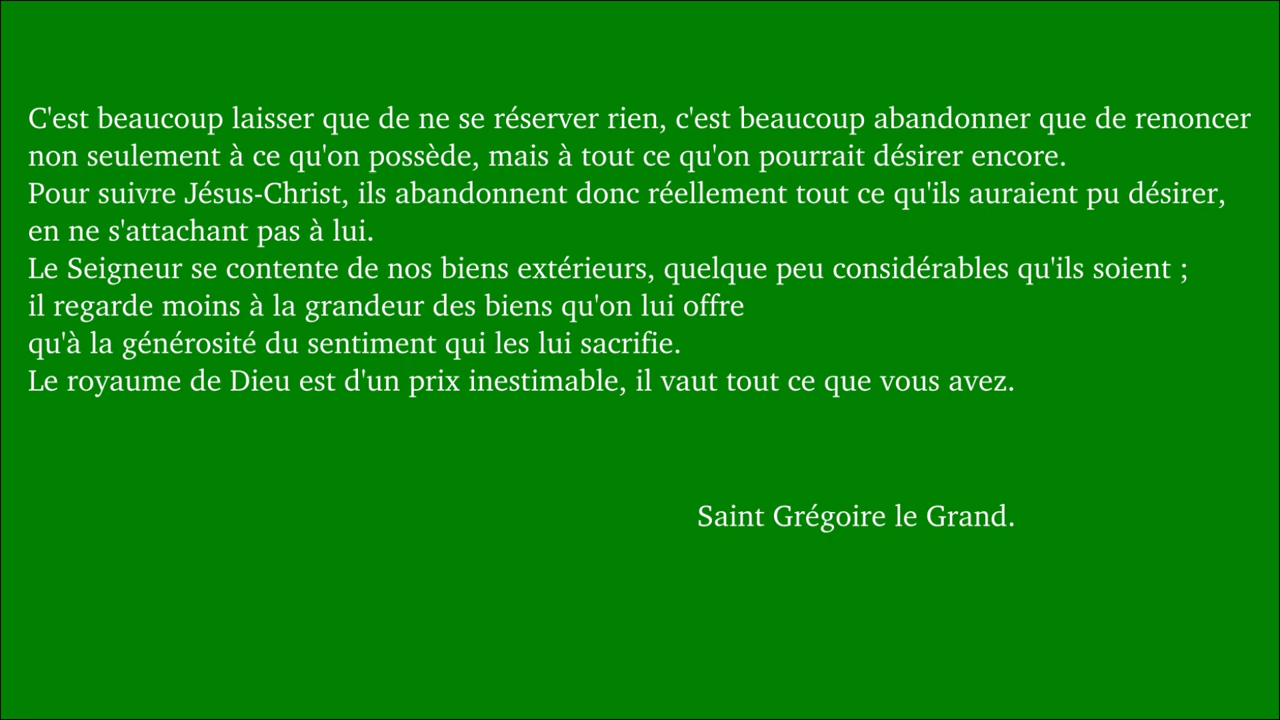 C'est beaucoup laisser que de ne se réserver rien, c'est beaucoup abandonner que de renoncer
non seulement à ce qu'on possède, mais à tout ce qu'on pourrait désirer encore.
Pour suivre Jésus-Christ, ils abandonnent donc réellement tout ce qu'ils auraient pu désirer,
en ne s'attachant pas à lui.
Le Seigneur se contente de nos biens extérieurs, quelque peu considérables qu'ils soient ;
il regarde moins à la grandeur des biens qu'on lui offre
qu'à la générosité du sentiment qui les lui sacrifie.
Le royaume de Dieu est d'un prix inestimable, il vaut tout ce que vous avez.
Saint Grégoire le Grand.